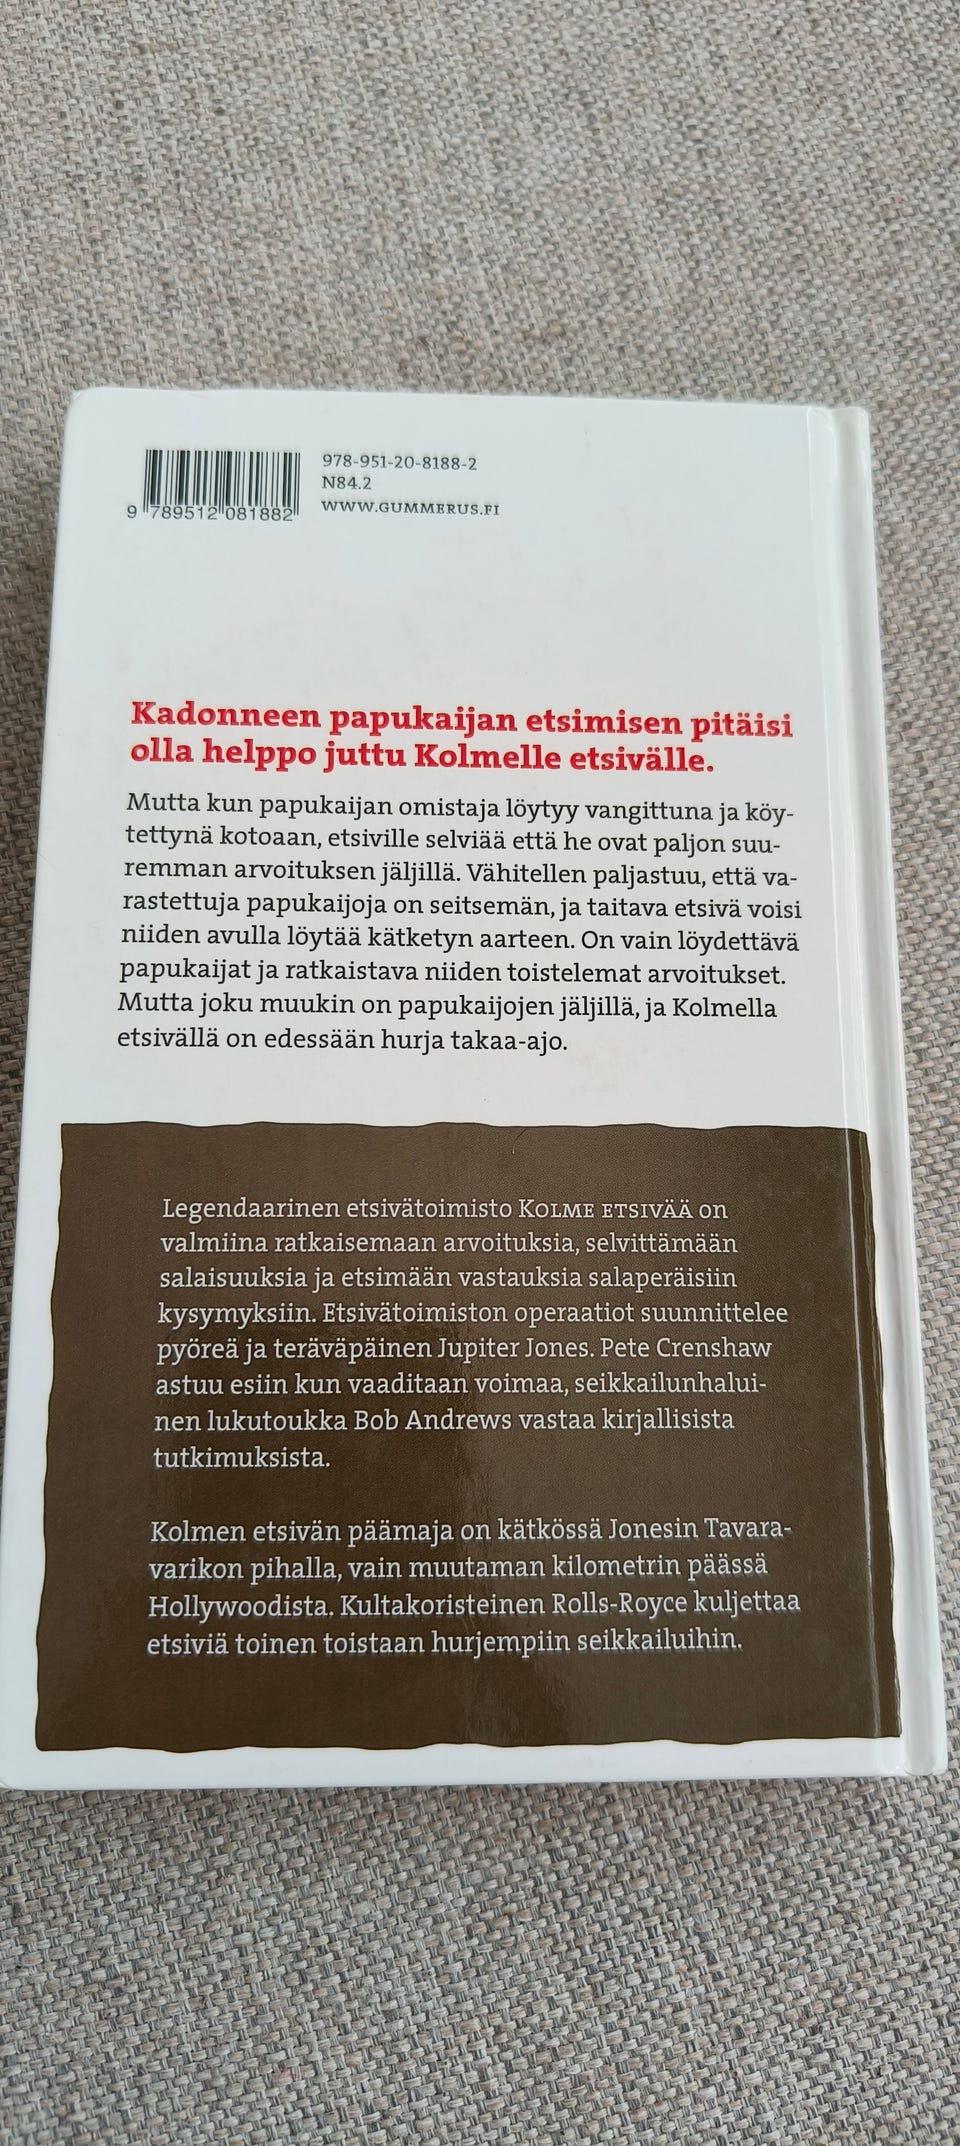 978-951-20-8188-2
N84.2
WWW.GUMMERUS.FI
9 789512 081882
Kadonneen papukaijan etsimisen pitäisi
olla helppo juttu Kolmelle etsivälle.
Mutta kun papukaijan omistaja löytyy vangittuna ja köy-
tettynä kotoaan, etsiville selviää että he ovat paljon suu-
remman arvoituksen jäljillä. Vähitellen paljastuu, että va-
rastettuja papukaijoja on seitsemän, ja taitava etsivä voisi
niiden avulla löytää kätketyn aarteen. On vain löydettävä
papukaijat ja ratkaistava niiden toistelemat arvoitukset.
Mutta joku muukin on papukaijojen jäljillä, ja Kolmella
etsivällä on edessään hurja takaa-ajo.
Legendaarinen etsivätoimisto KOLME ETSIVÄÄ on
valmiina ratkaisemaan arvoituksia, selvittämään
salaisuuksia ja etsimään vastauksia salaperäisiin
kysymyksiin. Etsivätoimiston operaatiot suunnittelee
pyöreä ja teräväpäinen Jupiter Jones. Pete Crenshaw
astuu esiin kun vaaditaan voimaa, seikkailunhalui-
nen lukutoukka Bob Andrews vastaa kirjallisista
tutkimuksista.
Kolmen etsivän päämaja on kätkössä Jonesin Tavara-
varikon pihalla, vain muutaman kilometrin päässä
Hollywoodista. Kultakoristeinen Rolls-Royce kuljettaa
etsiviä toinen toistaan hurjempiin seikkailuihin.